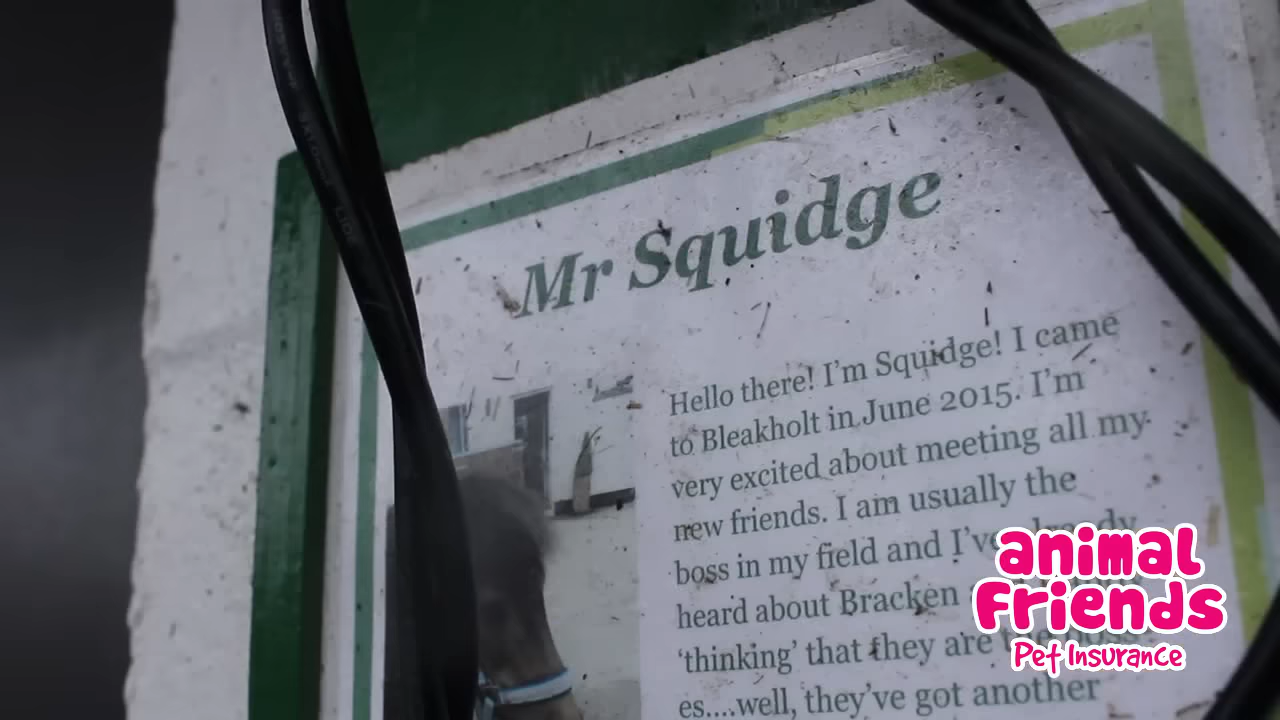 Mr Squidge
Hello there! I'm Squidge! I came
to Bleakholt in June 2015. I'm
very excited about meeting all my
new friends. I am usually the
boss in my field and I've already
heard about Bracken
'thinking' that they are the
es....well, they've got another
animal
Friends
Pet Insurance